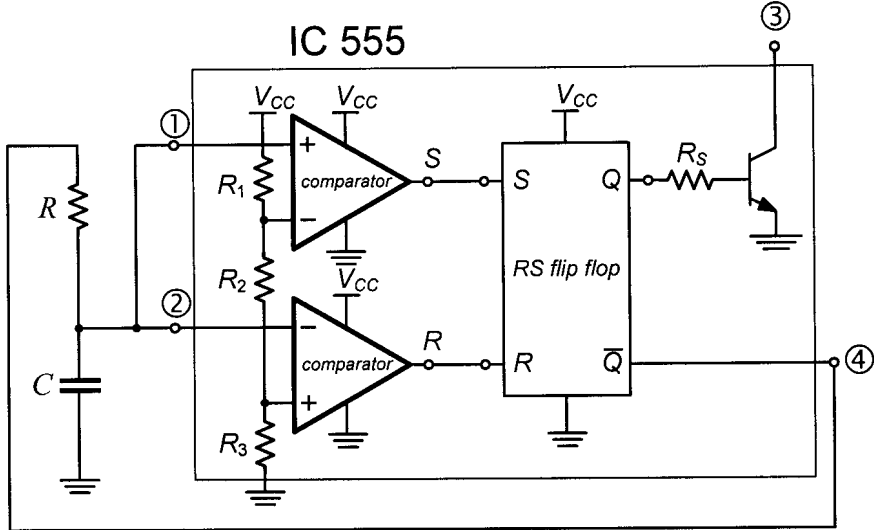 ③
IC 555
V_CC V_CC V_CC
①
+ S R_S
R_1 comparator S Q
R −
R_2 V_CC RS flip flop
②
− R
comparator R Q̅ ④
C
+
R_3